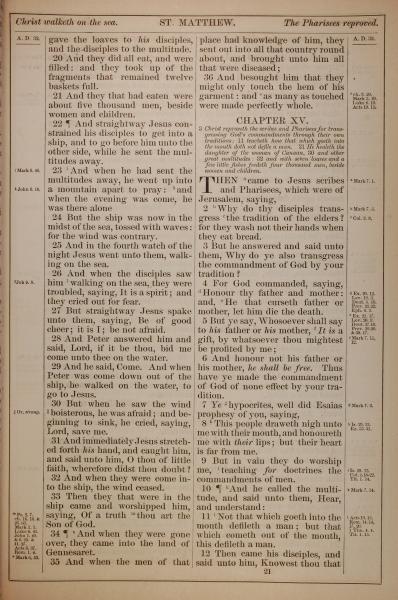 Christ walketh on the sea.
ST. MATTHEW.
The Pharisees reproved.
A. D. 32.
gave the loaves to his disciples,
and the disciples to the multitude.
20 And they did all eat, and were
filled: and they took up of the
fragments that remained twelve
baskets full.
21 And they that had eaten were
about five thousand men, beside
women and children.
22 ¶ And straightway Jesus con-
strained his disciples to get into a
ship, and to go before him unto the
other side, while he sent the mul-
titudes away.
23 And when he had sent the
multitudes away, he went up into
a mountain apart to pray: and
when the evening was come, he
was there alone
24 But the ship was now in the
midst of the sea, tossed with waves:
for the wind was contrary.
25 And in the fourth watch of the
night Jesus went unto them, walk-
ing on the sea.
26 And when the disciples saw
him walking on the sea, they were
troubled, saying, It is a spirit; and
they cried out for fear.
27 But straightway Jesus spake
unto them, saying, Be of good
cheer; it is I; be not afraid.
28 And Peter answered him and
said, Lord, if it be thou, bid me
come unto thee on the water.
29 And he said, Come. And when
Peter was come down out of the
ship, he walked on the water, to
go to Jesus.
30 But when he saw the wind
boisterous, he was afraid; and be-
ginning to sink, he cried, saying,
Lord, save me.
31 And immediately Jesus stretch-
ed forth his hand, and caught him,
and said unto him, O thou of little
faith, wherefore didst thou doubt?
32 And when they were come in-
to the ship, the wind ceased.
33 Then they that were in the
ship came and worshipped him,
saying, Of a truth thou art the
Son of God.
34 ¶ And when they were gone
over, they came into the land of
Gennesaret.
35 And when the men of that
place had knowledge of him, they
sent out into all that country round
about, and brought unto him all
that were diseased;
36 And besought him that they
might only touch the hem of his
garment: and as many as touched
were made perfectly whole.
CHAPTER XV.
3 Christ reproveth the scribes and Pharisees for trans-
gressing God's commandments through their own
traditions: 11 teacheth how that which goeth into
the mouth doth not defile a man. 21 He healeth the
daughter of the woman of Canaan, 30 and other
great multitudes: 32 and with seven loaves and a
few little fishes feedeth four thousand men, beside
women and children.
THEN came to Jesus scribes
and Pharisees, which were of
Jerusalem, saying,
2 Why do thy disciples trans-
gress the tradition of the elders?
for they wash not their hands when
they eat bread.
3 But he answered and said unto
them, Why do ye also transgress
the commandment of God by your
tradition?
4 For God commanded, saying,
Honour thy father and mother:
and, He that curseth father or
mother, let him die the death.
5 But ye say, Whosoever shall say
to his father or his mother, It is a
gift, by whatsoever thou mightest
be profited by me;
6 And honour not his father or
his mother, he shall be free. Thus
have ye made the commandment
of God of none effect by your tra-
dition.
7 Ye hypocrites, well did Esaias
prophesy of you, saying,
8 This people draweth nigh unto
me with their mouth, and honoureth
me with their lips; but their heart
is far from me.
9 But in vain they do worship
me, teaching for doctrines the
commandments of men.
10 ¶ And he called the multi-
tude, and said unto them, Hear,
and understand:
11 Not that which goeth into the
mouth defileth a man; but that
which cometh out of the mouth,
this defileth a man.
12 Then came his disciples, and
said unto him, Knowest thou that
A. D. 32.
21